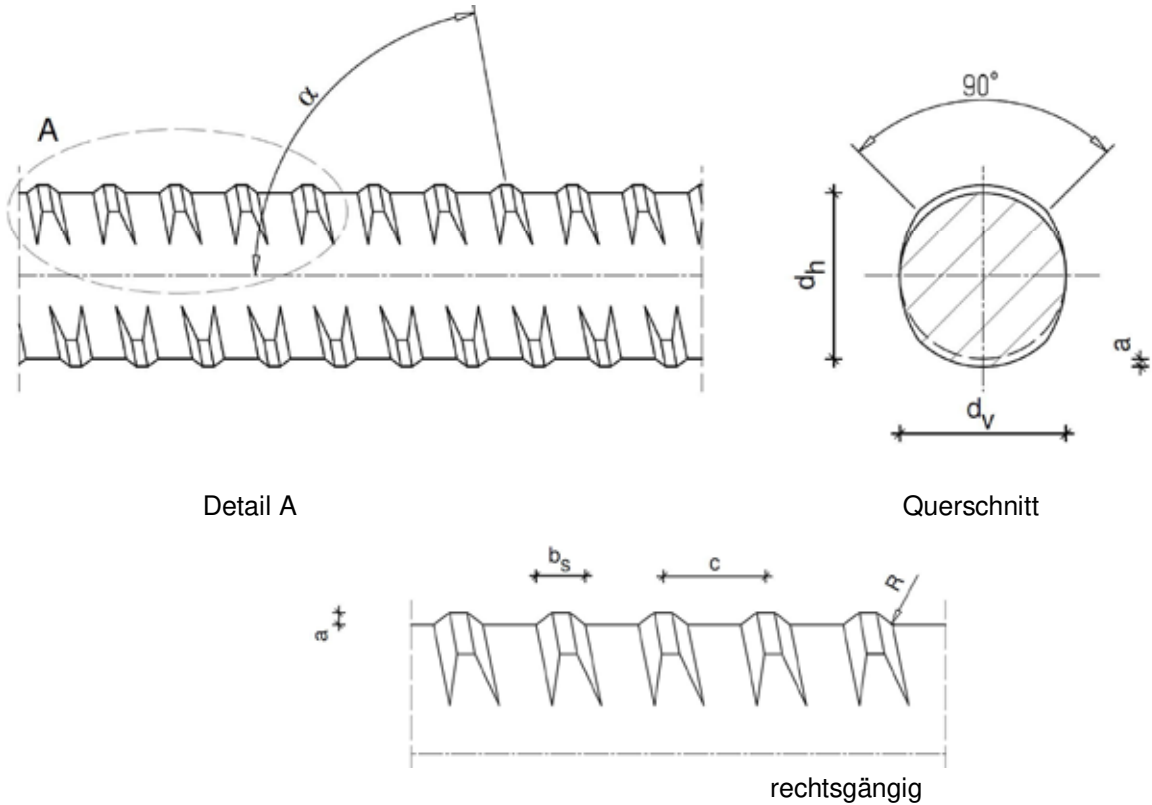 α
A
90°
d_h
a
d_v
Detail A
Querschnitt
b_s
c
R
a
rechtsgängig